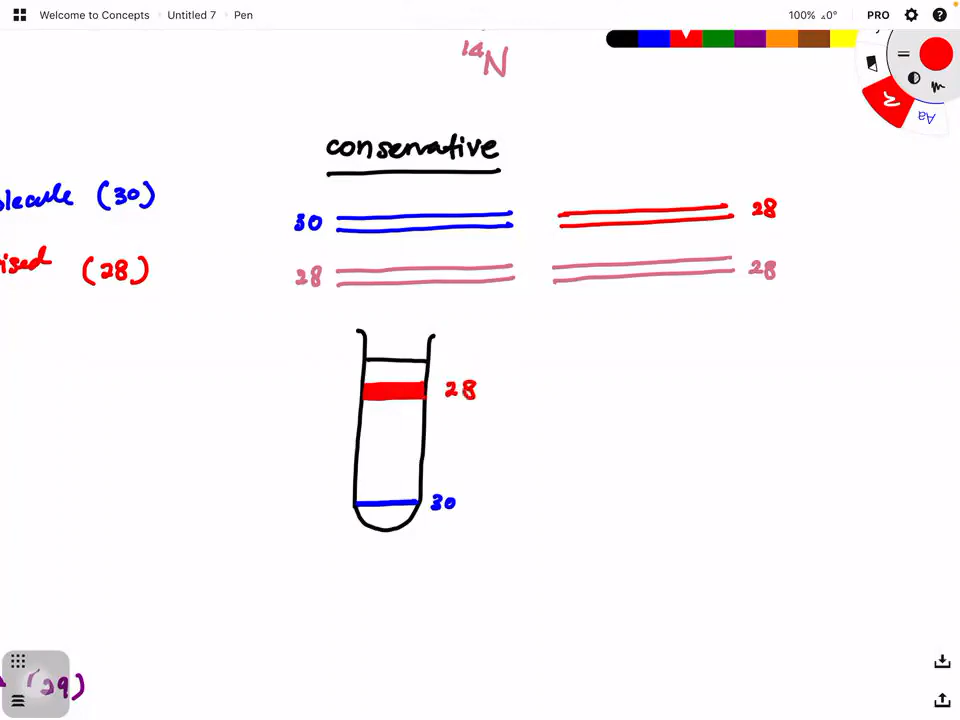 Welcome to Concepts › Untitled 7 › Pen
100% 0° PRO
¹⁴N
Aa
conservative
(30)
30
28
(28)
28
28
28
30
(29)